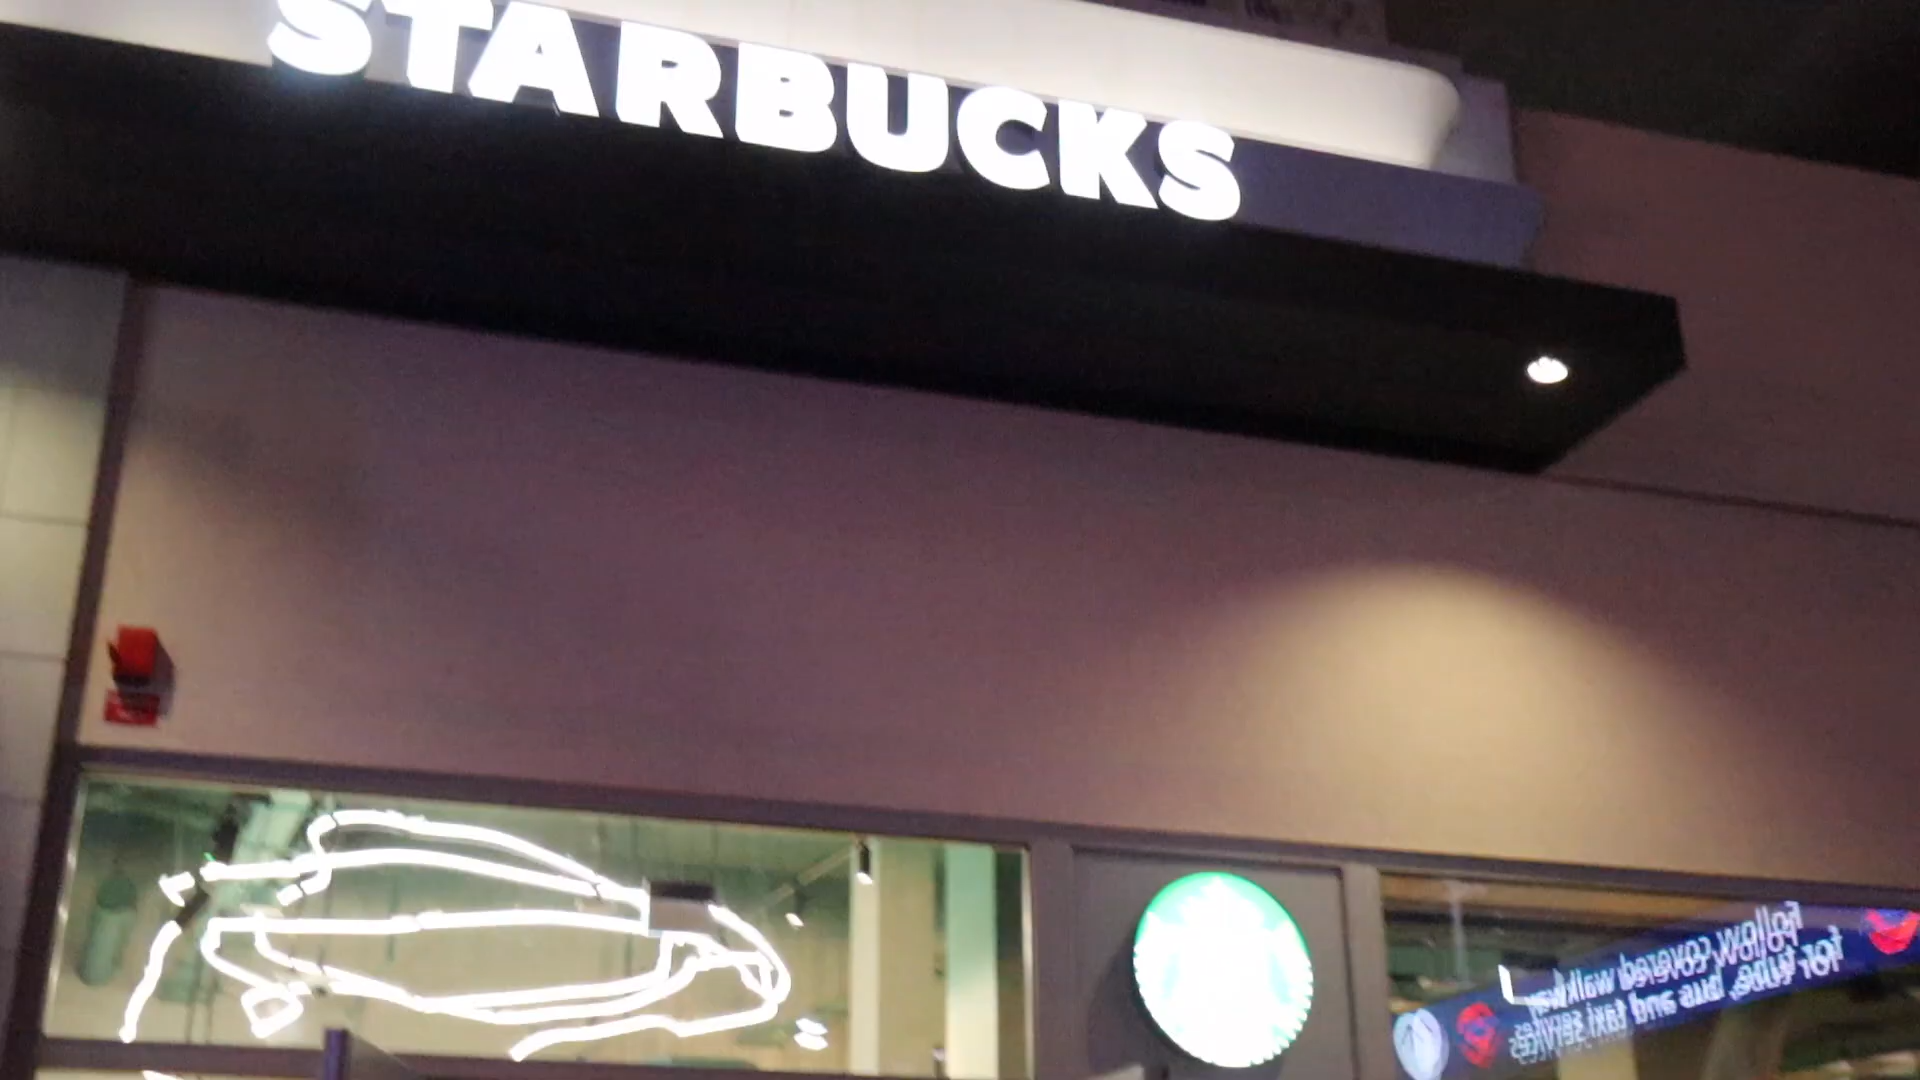 STARBUCKS
Follow covered walkway
for tube, bus and taxi services